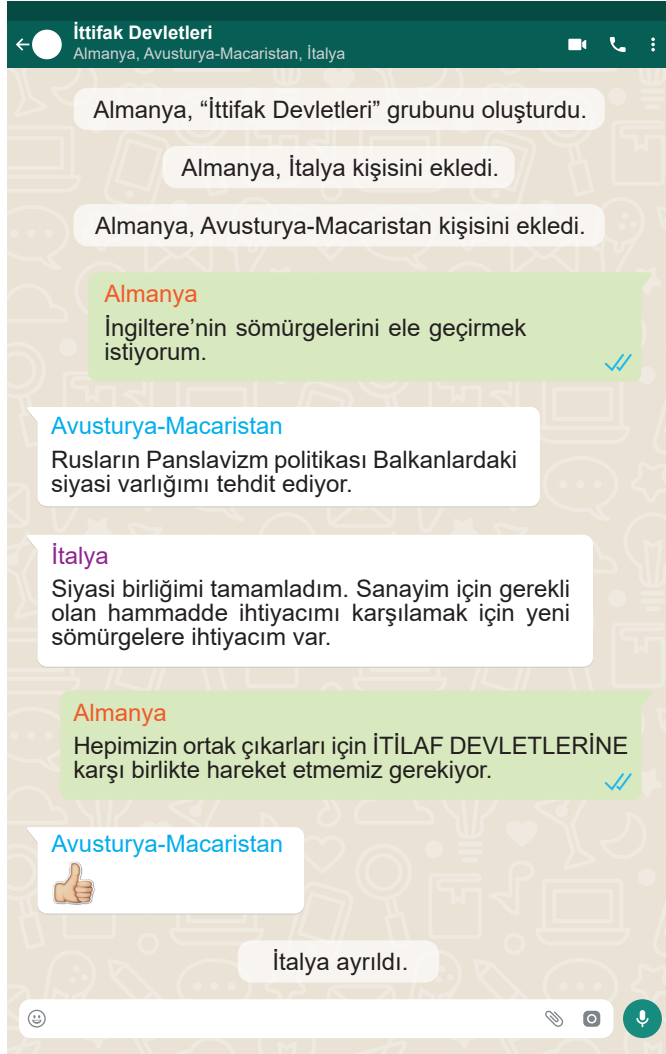 İttifak Devletleri
Almanya, Avusturya-Macaristan, İtalya
Almanya, “İttifak Devletleri” grubunu oluşturdu.
Almanya, İtalya kişisini ekledi.
Almanya, Avusturya-Macaristan kişisini ekledi.
Almanya
İngiltere’nin sömürgelerini ele geçirmek
istiyorum.
Avusturya-Macaristan
Rusların Panslavizm politikası Balkanlardaki
siyasi varlığımı tehdit ediyor.
İtalya
Siyasi birliğimi tamamladım. Sanayim için gerekli
olan hammadde ihtiyacımı karşılamak için yeni
sömürgelere ihtiyacım var.
Almanya
Hepimizin ortak çıkarları için İTİLAF DEVLETLERİNE
karşı birlikte hareket etmemiz gerekiyor.
Avusturya-Macaristan
İtalya ayrıldı.